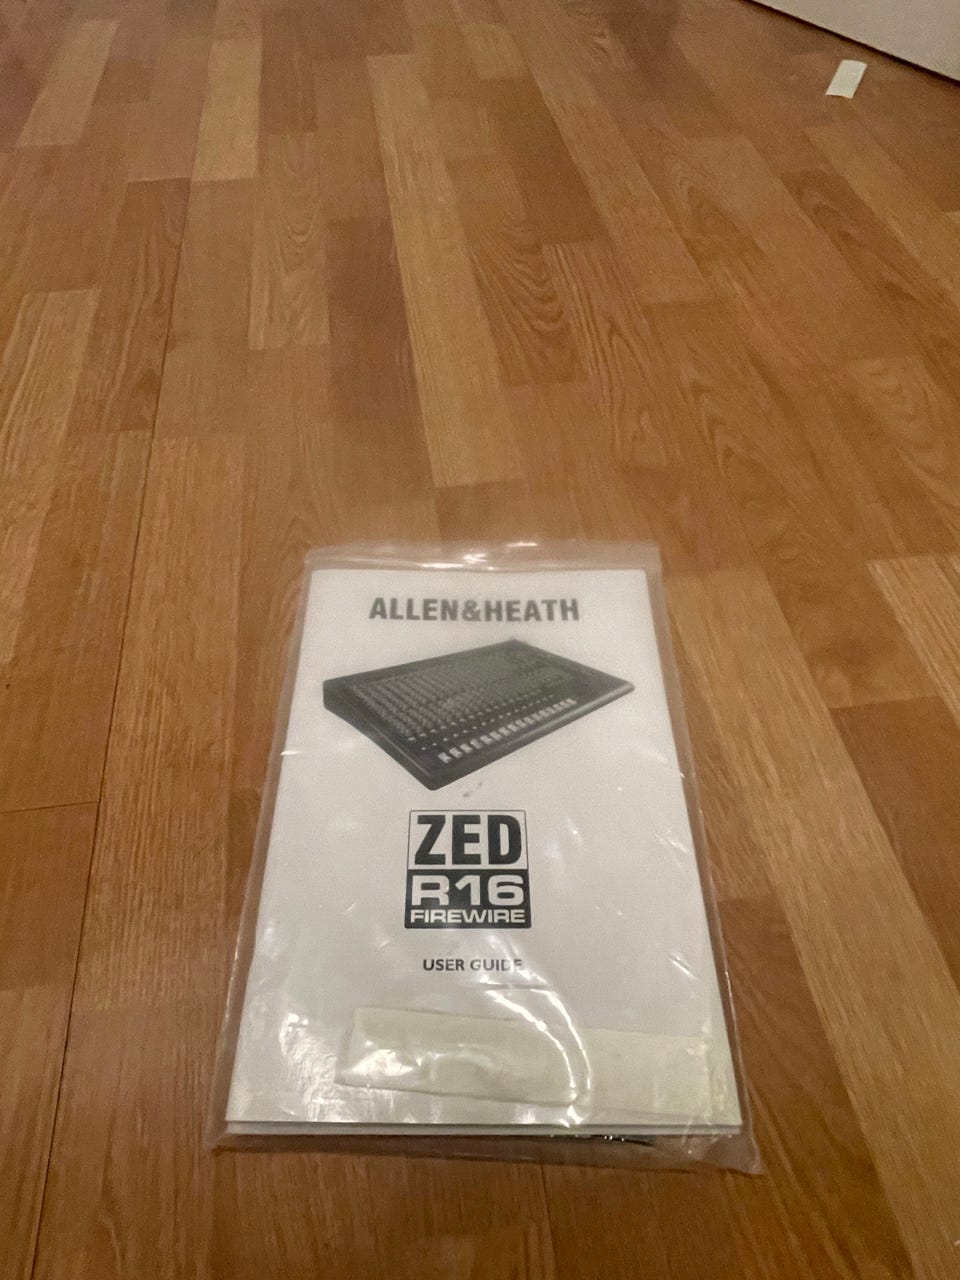 ALLEN&HEATH
ZED
R16
FIREWIRE
USER GUIDE